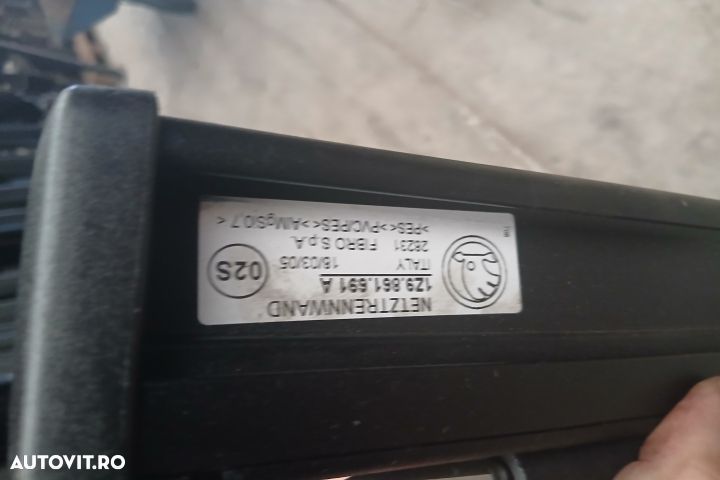 NETZTRENNWAND
1Z9.861.691 A
ITALY 18/03/05
28231 FIBRO S.p.A.
>PES<>PVC/PES<>AlMgSi0.7<
02S
AUTOVIT.RO